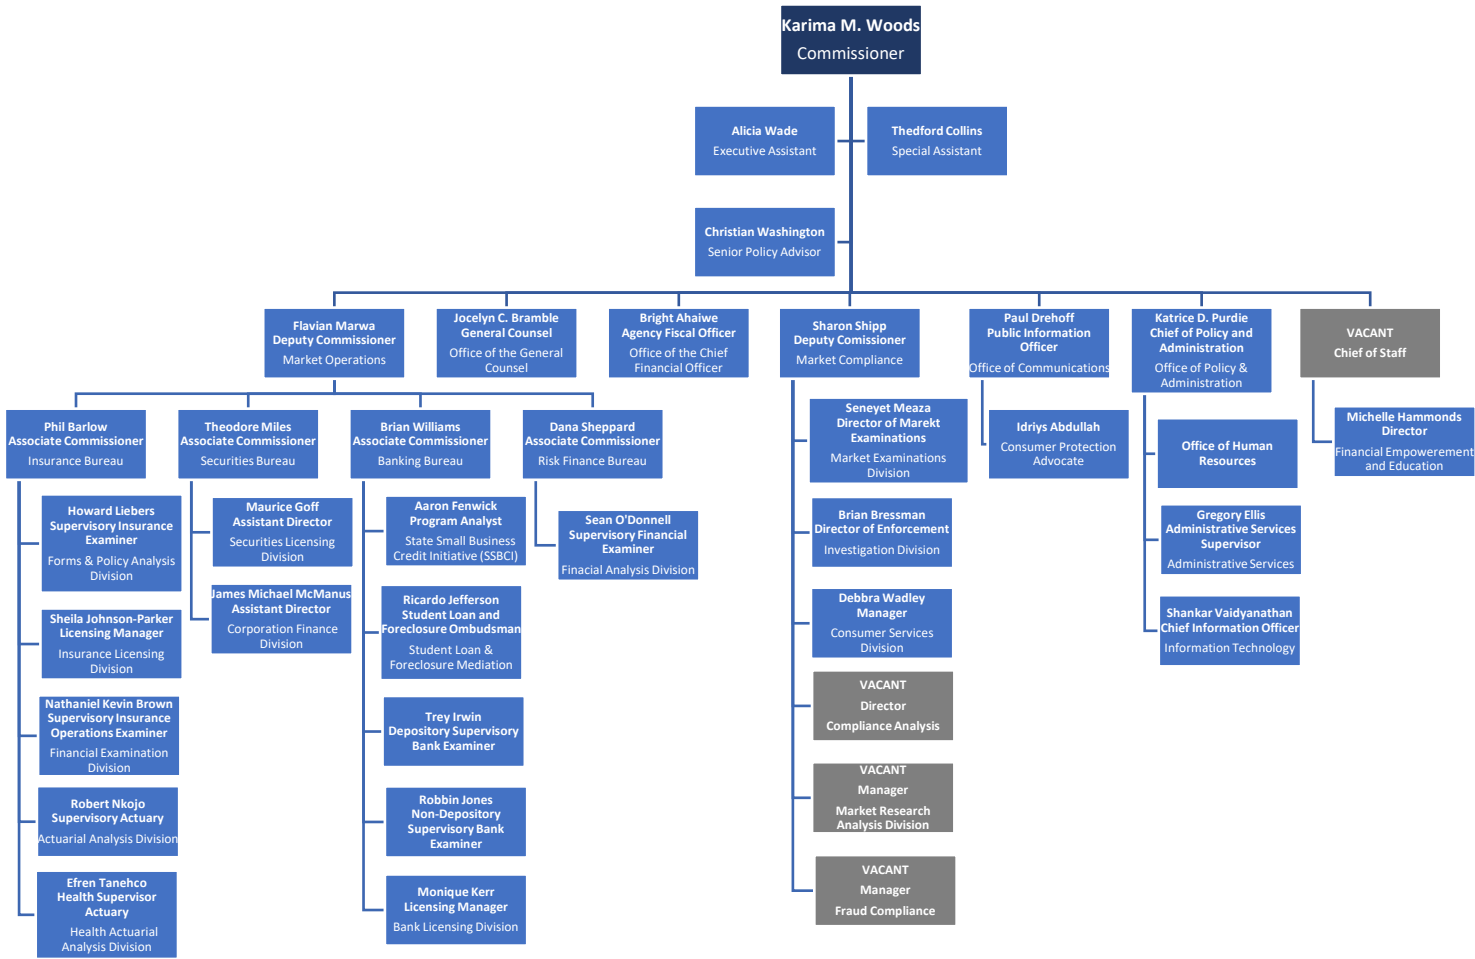 Karima M. Woods
Commissioner
Alicia Wade
Executive Assistant
Thedford Collins
Special Assistant
Christian Washington
Senior Policy Advisor
Flavian Marwa
Deputy Commissioner
Market Operations
Jocelyn C. Bramble
General Counsel
Office of the General
Counsel
Bright Ahaiwe
Agency Fiscal Officer
Office of the Chief
Financial Officer
Sharon Shipp
Deputy Comissioner
Market Compliance
Paul Drehoff
Public Information
Officer
Office of Communications
Katrice D. Purdie
Chief of Policy and
Administration
Office of Policy &
Administration
VACANT
Chief of Staff
Phil Barlow
Associate Commissioner
Insurance Bureau
Theodore Miles
Associate Commissioner
Securities Bureau
Brian Williams
Associate Commissioner
Banking Bureau
Dana Sheppard
Associate Commissioner
Risk Finance Bureau
Howard Liebers
Supervisory Insurance
Examiner
Forms & Policy Analysis
Division
Sheila Johnson-Parker
Licensing Manager
Insurance Licensing
Division
Nathaniel Kevin Brown
Supervisory Insurance
Operations Examiner
Financial Examination
Division
Robert Nkojo
Supervisory Actuary
Actuarial Analysis Division
Efren Tanehco
Health Supervisor
Actuary
Health Actuarial
Analysis Division
Maurice Goff
Assistant Director
Securities Licensing
Division
James Michael McManus
Assistant Director
Corporation Finance
Division
Aaron Fenwick
Program Analyst
State Small Business
Credit Initiative (SSBCI)
Ricardo Jefferson
Student Loan and
Foreclosure Ombudsman
Student Loan &
Foreclosure Mediation
Trey Irwin
Depository Supervisory
Bank Examiner
Robbin Jones
Non-Depository
Supervisory Bank
Examiner
Monique Kerr
Licensing Manager
Bank Licensing Division
Sean O'Donnell
Supervisory Financial
Examiner
Finacial Analysis Division
Seneyet Meaza
Director of Marekt
Examinations
Market Examinations
Division
Brian Bressman
Director of Enforcement
Investigation Division
Debbra Wadley
Manager
Consumer Services
Division
VACANT
Director
Compliance Analysis
VACANT
Manager
Market Research
Analysis Division
VACANT
Manager
Fraud Compliance
Idriys Abdullah
Consumer Protection
Advocate
Office of Human
Resources
Gregory Ellis
Administrative Services
Supervisor
Administrative Services
Shankar Vaidyanathan
Chief Information Officer
Information Technology
Michelle Hammonds
Director
Financial Empowerement
and Education